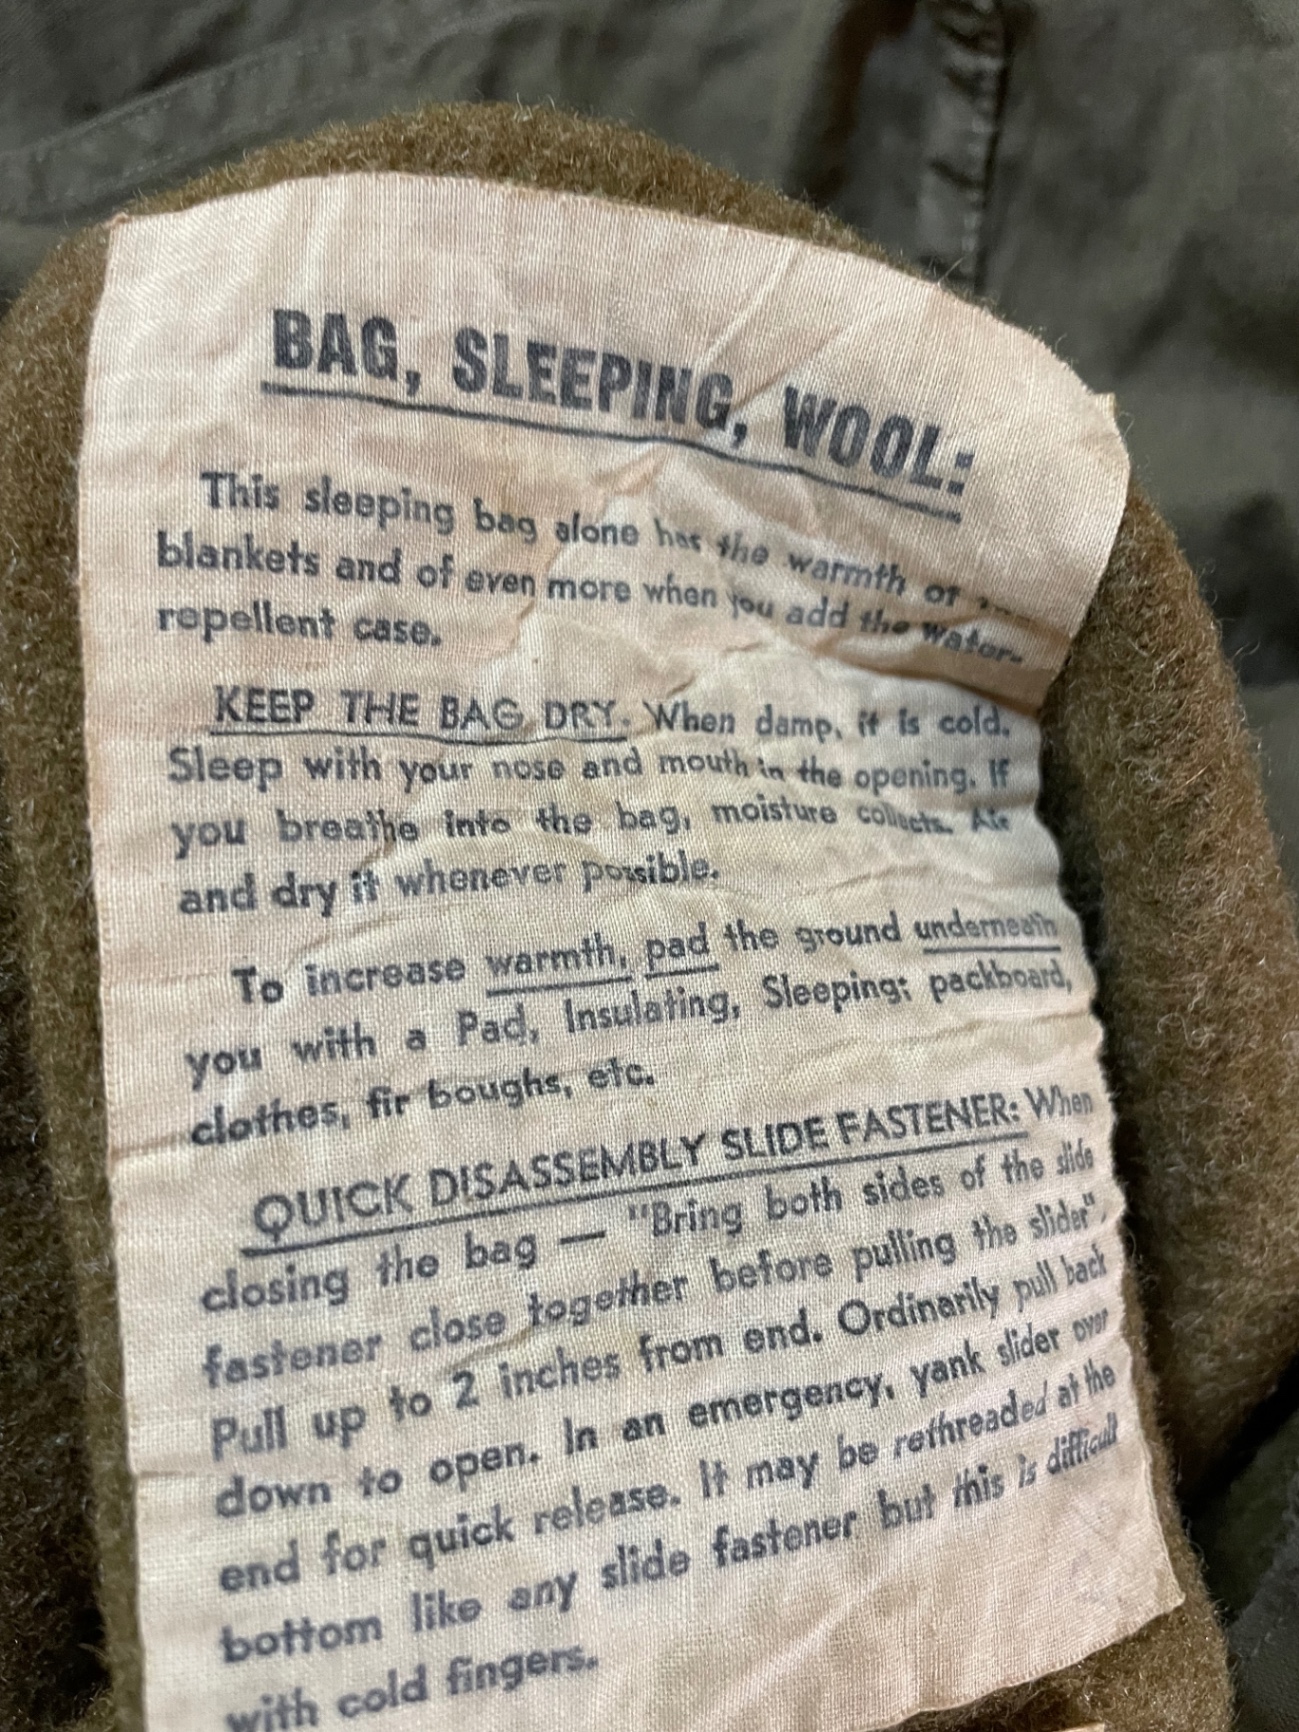 BAG, SLEEPING, WOOL:
This sleeping bag alone has the warmth of
blankets and of even more when you add the water-
repellent case.
KEEP THE BAG DRY. When damp, it is cold.
Sleep with your nose and mouth in the opening. If
you breathe into the bag, moisture collects. Air
and dry it whenever possible.
To increase warmth, pad the ground underneath
you with a Pad, Insulating, Sleeping; packboard,
clothes, fir boughs, etc.
QUICK DISASSEMBLY SLIDE FASTENER: When
closing the bag — "Bring both sides of the slide
fastener close together before pulling the slider".
Pull up to 2 inches from end. Ordinarily pull back
down to open. In an emergency, yank slider over
end for quick release. It may be rethreaded at the
bottom like any slide fastener but this is difficult
with cold fingers.